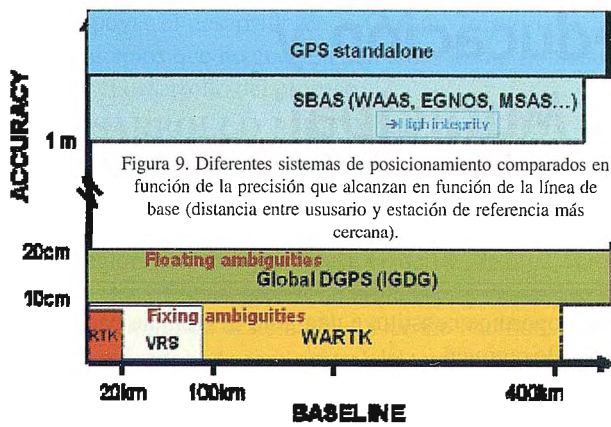 GPS standalone
SBAS (WAAS, EGNOS, MSAS...)
→High integrity
ACCURACY
1 m
Figura 9. Diferentes sistemas de posicionamiento comparados en
función de la precisión que alcanzan en función de la línea de
base (distancia entre ususario y estación de referencia más
cercana).
20cm
Floating ambiguities
Global DGPS (IGDG)
10cm
Fixing ambiguities
RTK
VRS
WARTK
20km
100km
400km
BASELINE